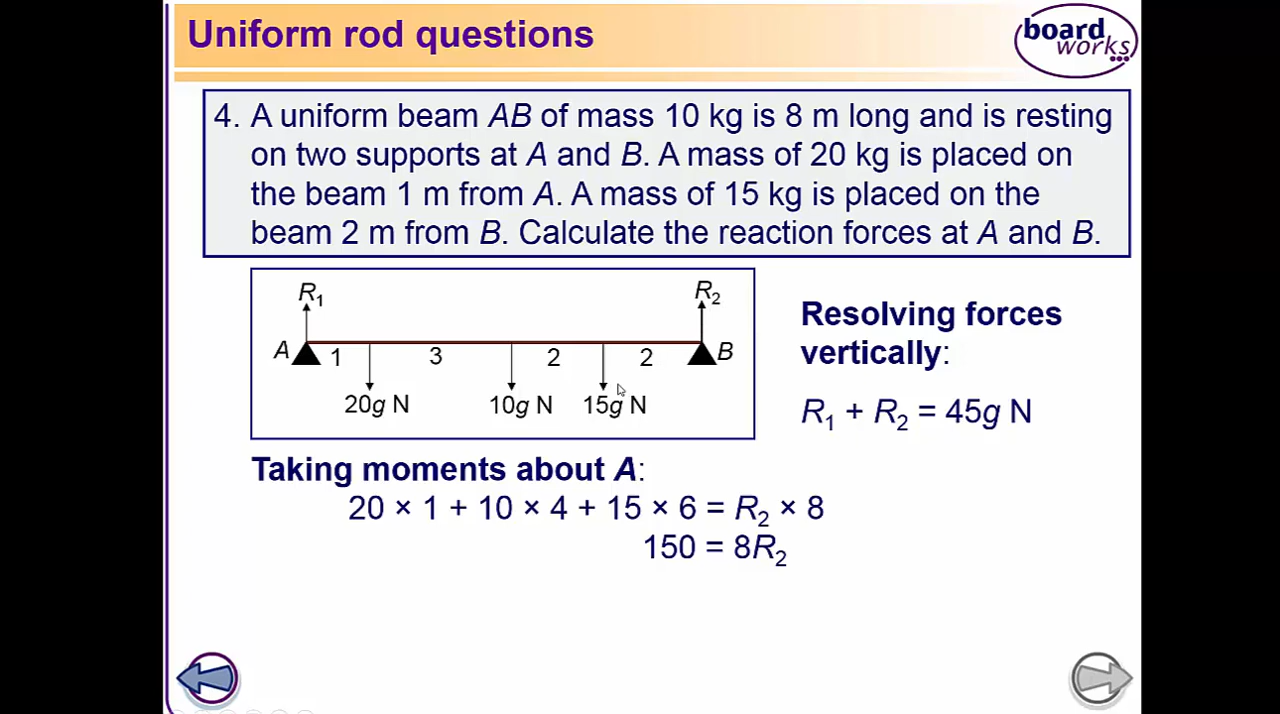 Uniform rod questions
board
works
4. A uniform beam AB of mass 10 kg is 8 m long and is resting
on two supports at A and B. A mass of 20 kg is placed on
the beam 1 m from A. A mass of 15 kg is placed on the
beam 2 m from B. Calculate the reaction forces at A and B.
R₁ R₂
A 1 3 2 2 B
20g N 10g N 15g N
Resolving forces
vertically:
R₁ + R₂ = 45g N
Taking moments about A:
20 × 1 + 10 × 4 + 15 × 6 = R₂ × 8
150 = 8R₂